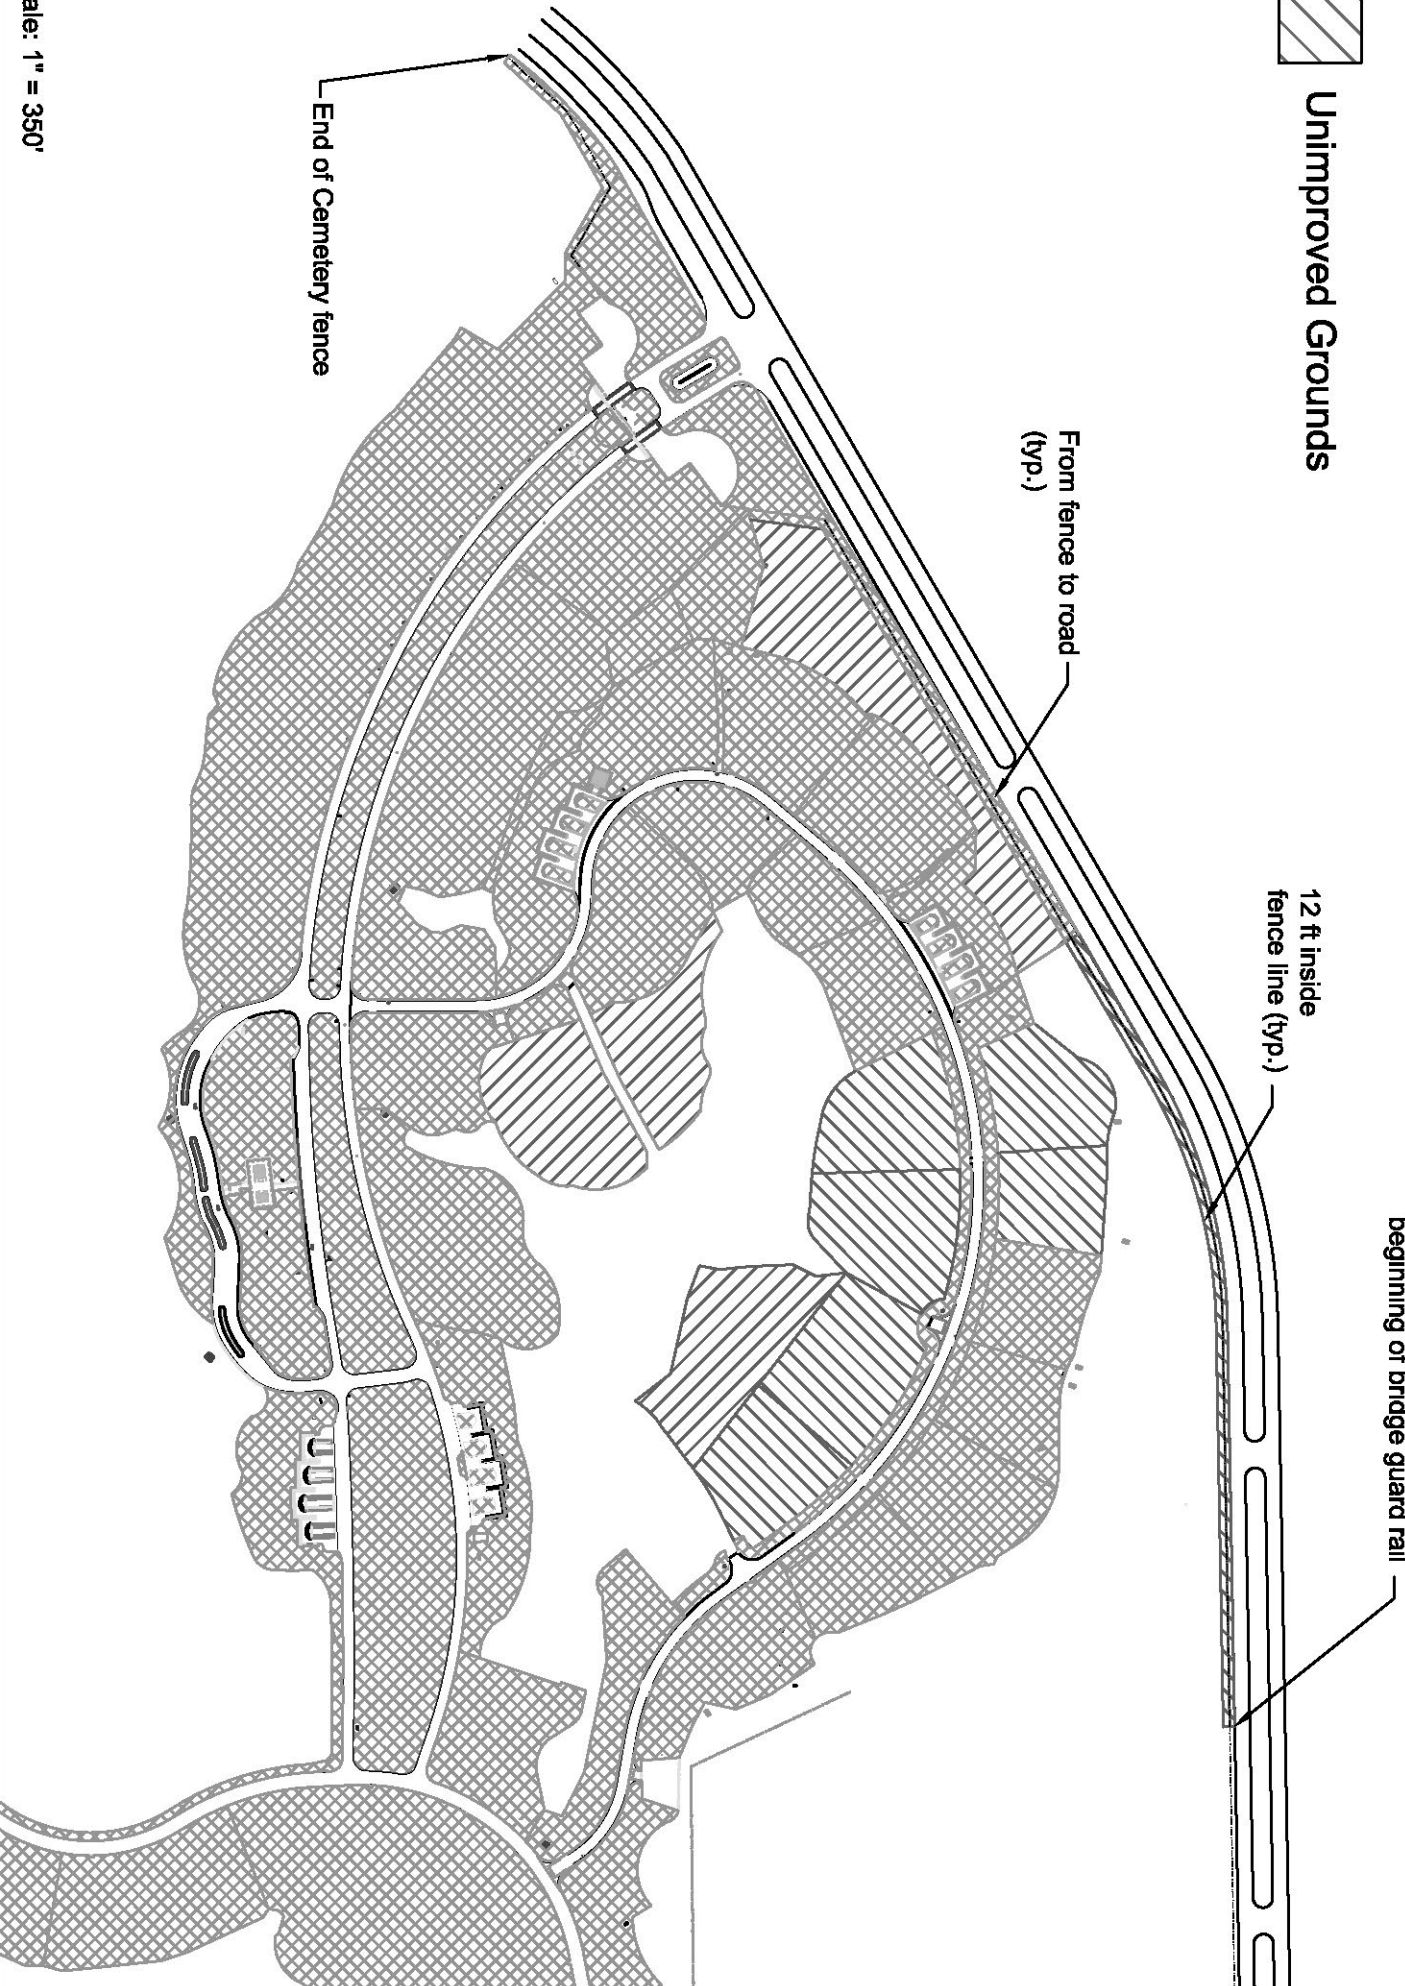 Unimproved Grounds
beginning of bridge guard rail
12 ft inside
fence line (typ.)
From fence to road
(typ.)
End of Cemetery fence
ale: 1" = 350'